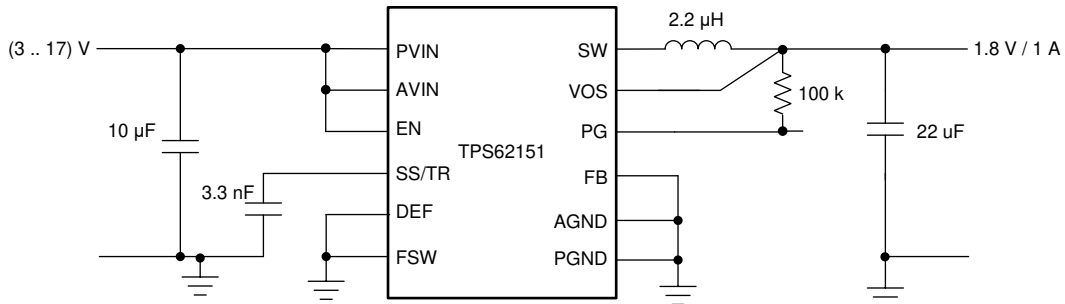 (3 .. 17) V
10 µF
3.3 nF
PVIN
AVIN
EN
SS/TR
DEF
FSW
TPS62151
SW
VOS
PG
FB
AGND
PGND
2.2 µH
100 k
1.8 V / 1 A
22 uF